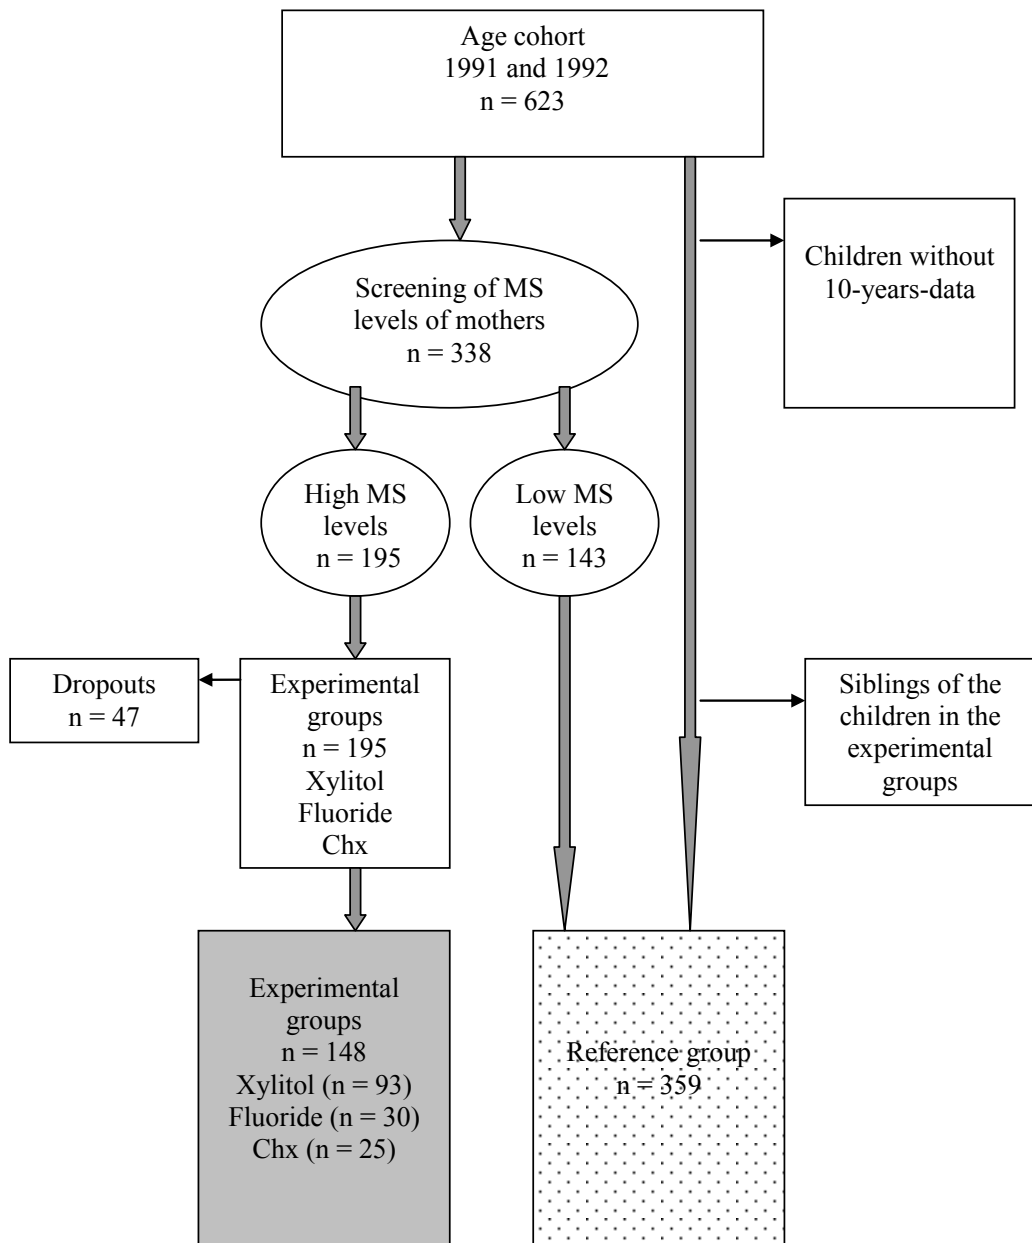 Age cohort
1991 and 1992
n = 623
Children without
10-years-data
Screening of MS
levels of mothers
n = 338
High MS
levels
n = 195
Low MS
levels
n = 143
Dropouts
n = 47
Experimental
groups
n = 195
Xylitol
Fluoride
Chx
Siblings of the
children in the
experimental
groups
Experimental
groups
n = 148
Xylitol (n = 93)
Fluoride (n = 30)
Chx (n = 25)
Reference group
n = 359